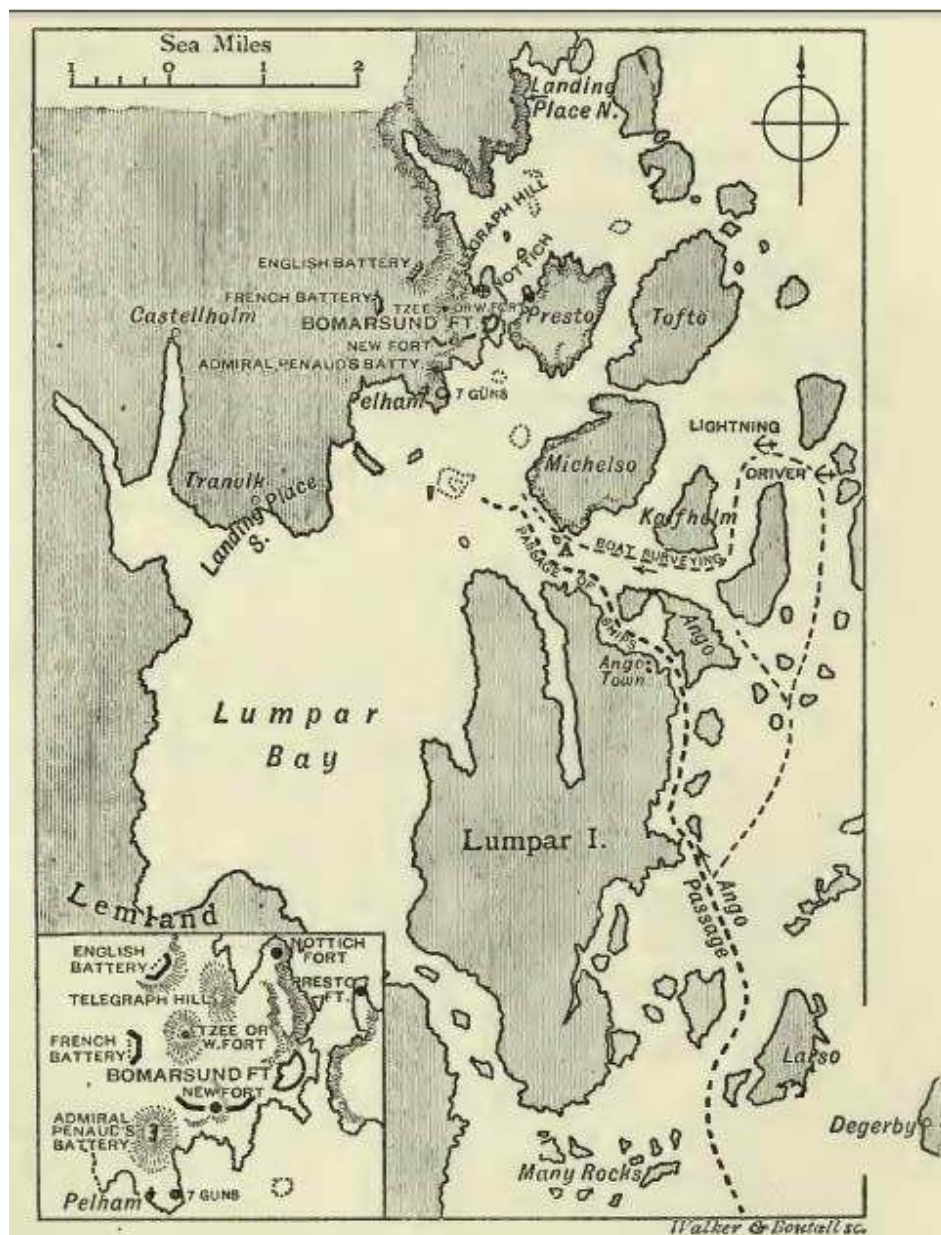 Sea Miles
1 0 1 2
Landing
Place N.
TELEGRAPH HILL
NOTTICH
ENGLISH BATTERY
FRENCH BATTERY
TZEE OR W. FORT
Castellholm
BOMARSUND FT
Presto
Tofto
NEW FORT
ADMIRAL PENAUD'S BATTY
Pelham
7 GUNS
LIGHTNING
Michelso
DRIVER
Tranvik
Landing Place
S.
Kalfholm
A
BOAT SURVEYING
PASSAGE OF SHIPS
Ango
Ango
Town
Lumpar
Bay
Lumpar I.
Ango
Passage
Lemland
NOTTICH
FORT
ENGLISH
BATTERY
PRESTO
FT.
TELEGRAPH HILL
TZEE OR
W. FORT
FRENCH
BATTERY
BOMARSUND FT
NEW FORT
ADMIRAL
PENAUD'S
BATTERY
3
Pelham
7 GUNS
Larso
Degerby
Many Rocks
Walker & Boutall sc.